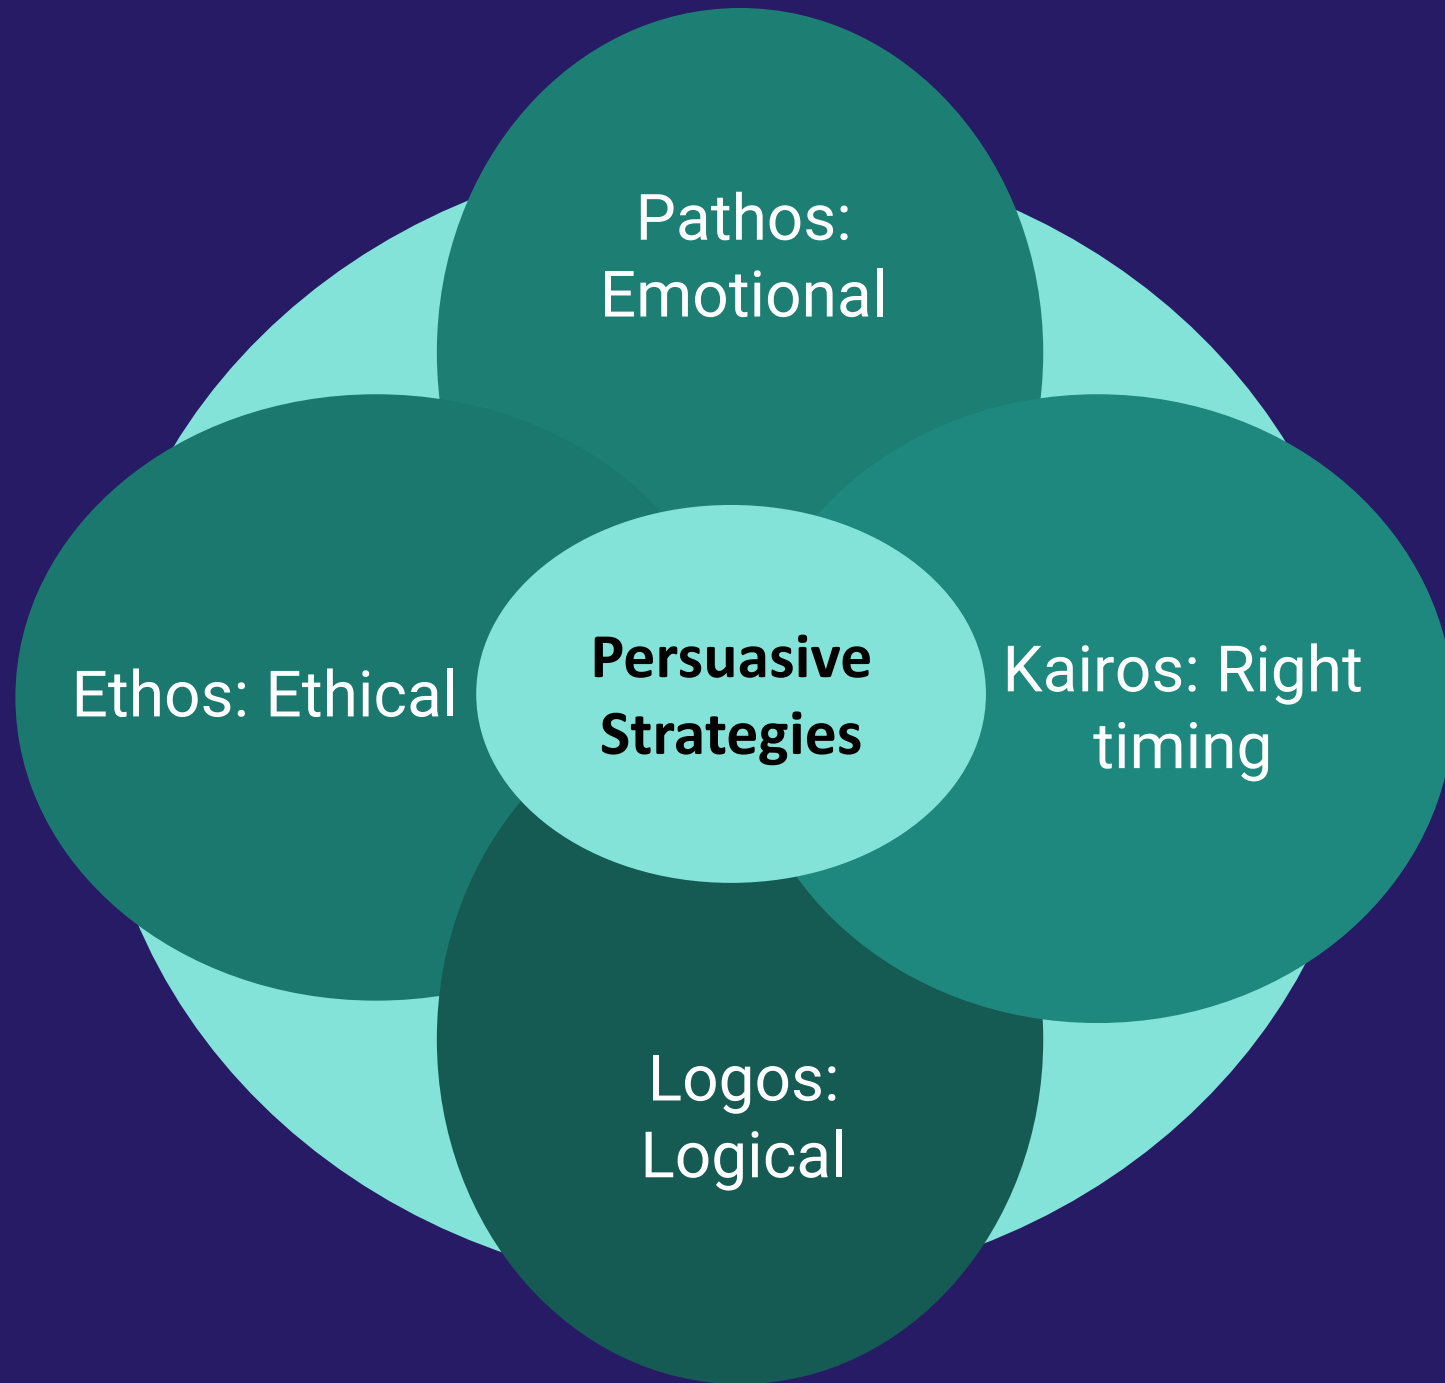 Pathos:
Emotional
Ethos: Ethical
Persuasive
Strategies
Kairos: Right
timing
Logos:
Logical